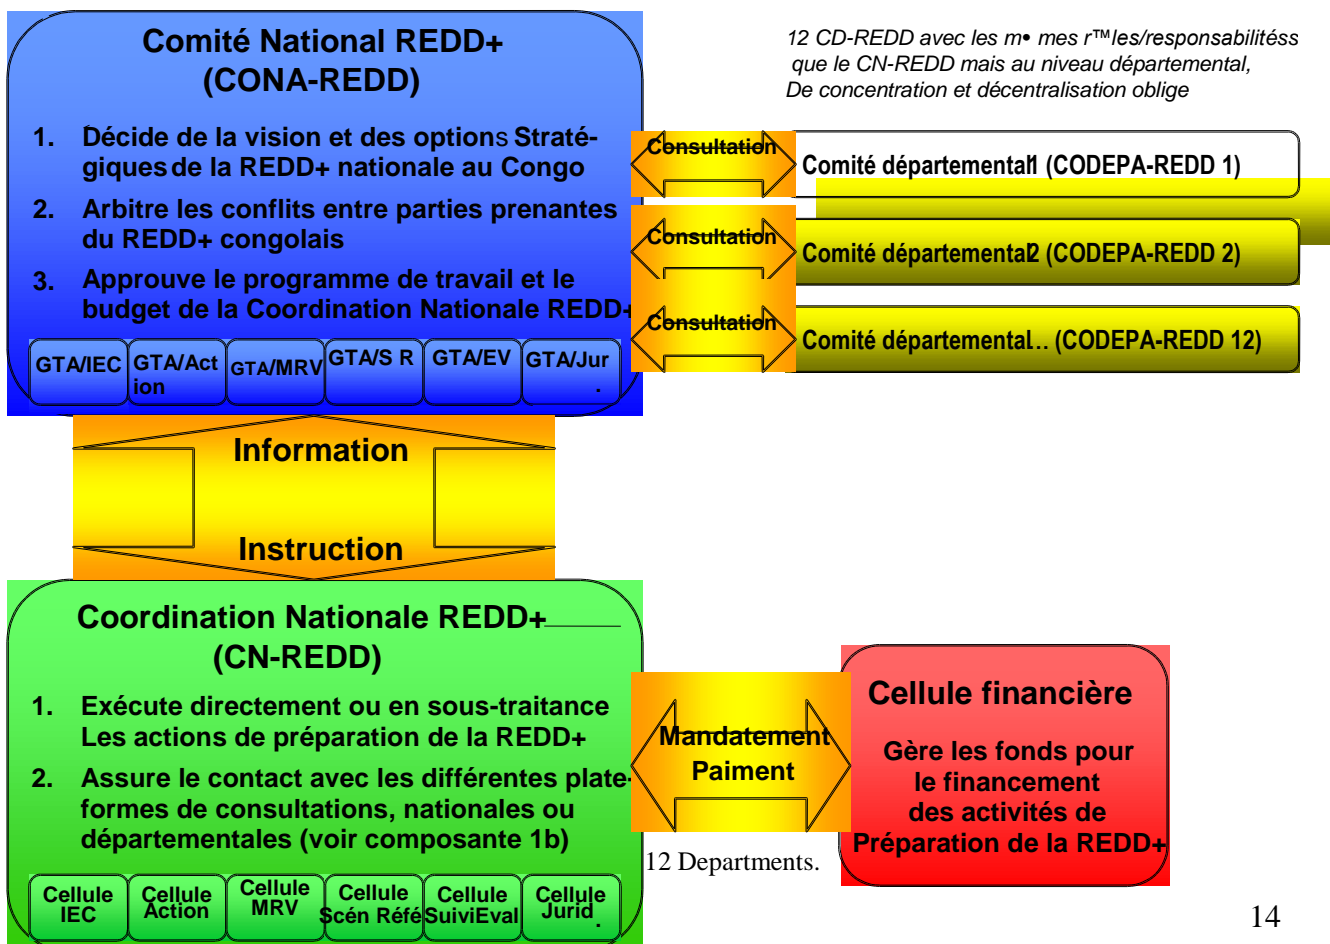 Comité National REDD+
(CONA-REDD)
1. Décide de la vision et des options Straté-
giques de la REDD+ nationale au Congo
2. Arbitre les conflits entre parties prenantes
du REDD+ congolais
3. Approuve le programme de travail et le
budget de la Coordination Nationale REDD+
GTA/IEC
GTA/Act
ion
GTA/MRV
GTA/S R
GTA/EV
GTA/Jur
.
12 CD-REDD avec les m• mes r™les/responsabilitéss
que le CN-REDD mais au niveau départemental,
De concentration et décentralisation oblige
Consultation
Comité départemental1 (CODEPA-REDD 1)
Consultation
Comité départemental2 (CODEPA-REDD 2)
Consultation
Comité départemental... (CODEPA-REDD 12)
Information
Instruction
Coordination Nationale REDD+
(CN-REDD)
1. Exécute directement ou en sous-traitance
Les actions de préparation de la REDD+
2. Assure le contact avec les différentes plate-
formes de consultations, nationales ou
départementales (voir composante 1b)
Cellule
IEC
Cellule
Action
Cellule
MRV
Cellule
Scén Réfé
Cellule
SuiviEval
Cellule
Jurid
.
Mandatement
Paiment
Cellule financière
Gère les fonds pour
le financement
des activités de
Préparation de la REDD+
12 Departments.
14